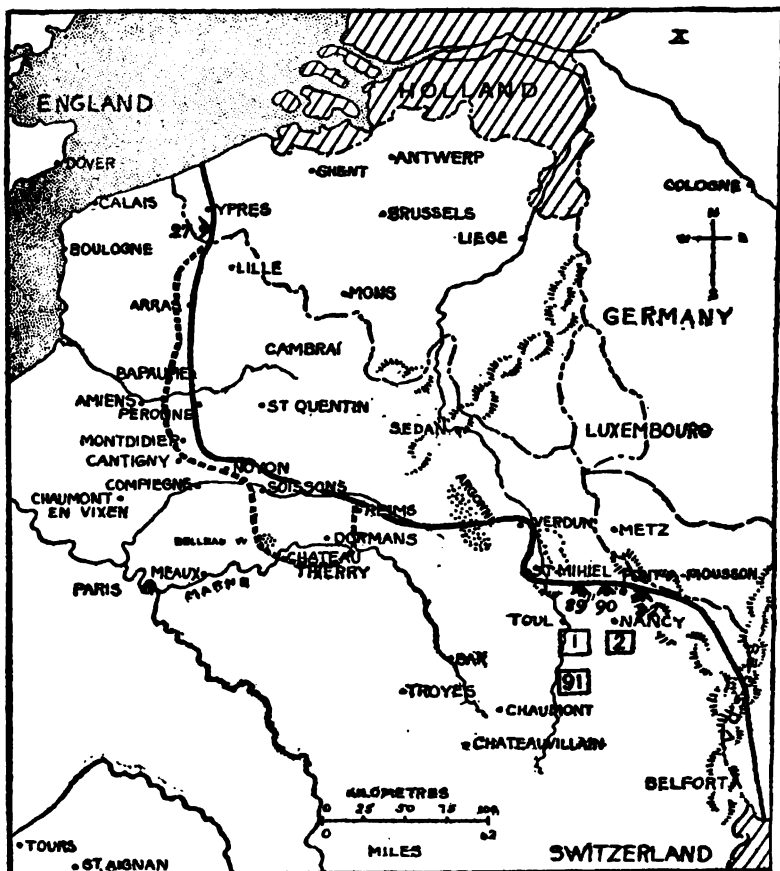 ENGLAND
HOLLAND
DOVER
GHENT
ANTWERP
COLOGNE
CALAIS
YPRES
BRUSSELS
N
W
27
BOULOGNE
LIEGE
LILLE
MONS
ARRAS
GERMANY
CAMBRAI
BAPAUME
AMIENS
PERONNE
ST QUENTIN
SEDAN
LUXEMBOURG
MONTDIDIER
CANTIGNY
NOYON
COMPIEGNE
SOISSONS
ARGONNE
CHAUMONT
EN VIXEN
REIMS
VERDUN
METZ
BELLEAU W
DORMANS
CHATEAU
THIERRY
ST MIHIEL
PONT-A-MOUSSON
PARIS
MEAUX
MARNE
89 90
TOUL
NANCY
1
2
BAR
91
TROYES
CHAUMONT
CHATEAUVILLAIN
BELFORT
KILOMETRES
0 25 50 75 100
0 62
MILES
SWITZERLAND
TOURS
ST. AIGNAN